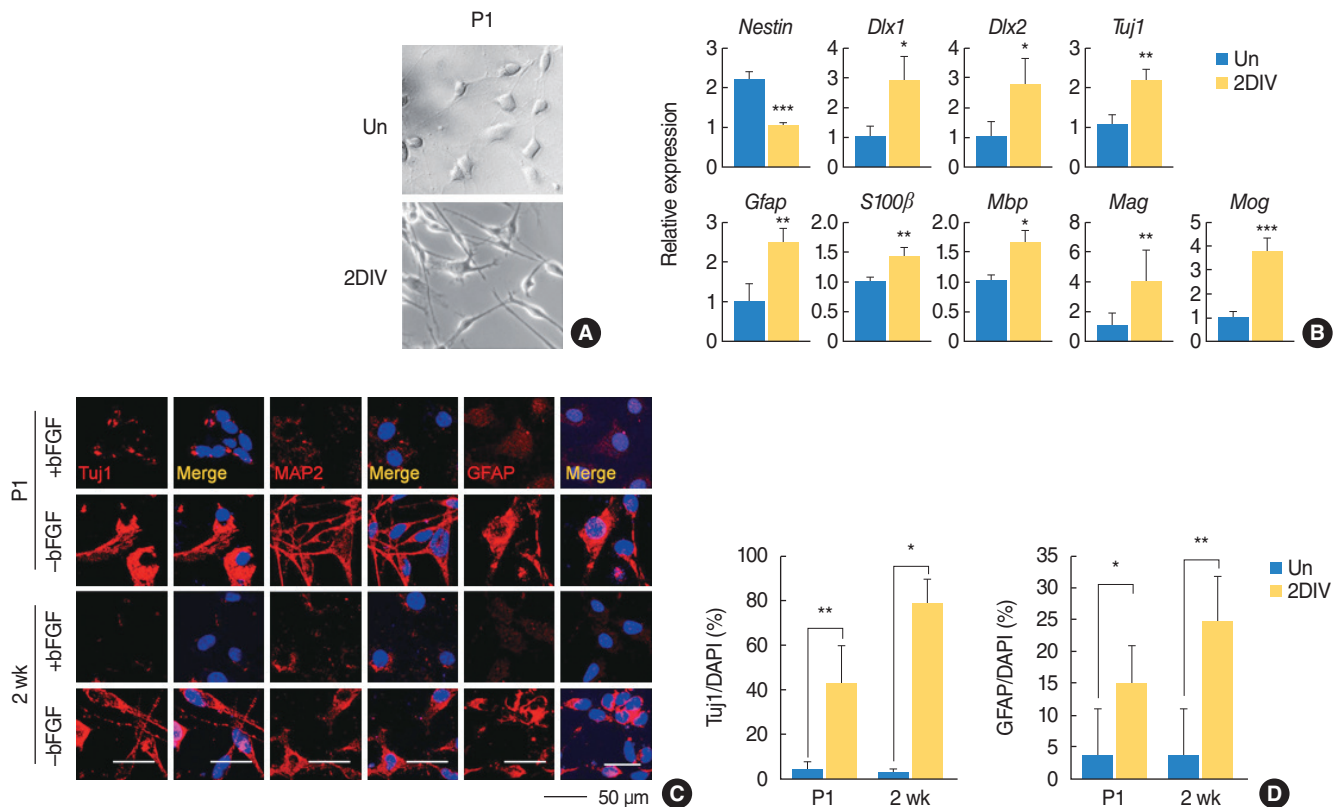 P1
Un
2DIV
A
Relative expression
Nestin
3
2
1
0
***
Dlx1
4
3
2
1
0
*
Dlx2
4
3
2
1
0
*
Tuj1
3
2
1
0
**
Un
2DIV
Gfap
3
2
1
0
**
S100β
2.0
1.5
1.0
0.5
0
**
Mbp
2.0
1.5
1.0
0.5
0
*
Mag
8
6
4
2
0
**
Mog
5
4
3
2
1
0
***
B
P1
+bFGF
–bFGF
2 wk
+bFGF
–bFGF
Tuj1
Merge
MAP2
Merge
GFAP
Merge
50 μm
C
Tuj1/DAPI (%)
100
80
60
40
20
0
**
*
P1 2 wk
GFAP/DAPI (%)
35
30
25
20
15
10
5
0
*
**
P1 2 wk
Un
2DIV
D